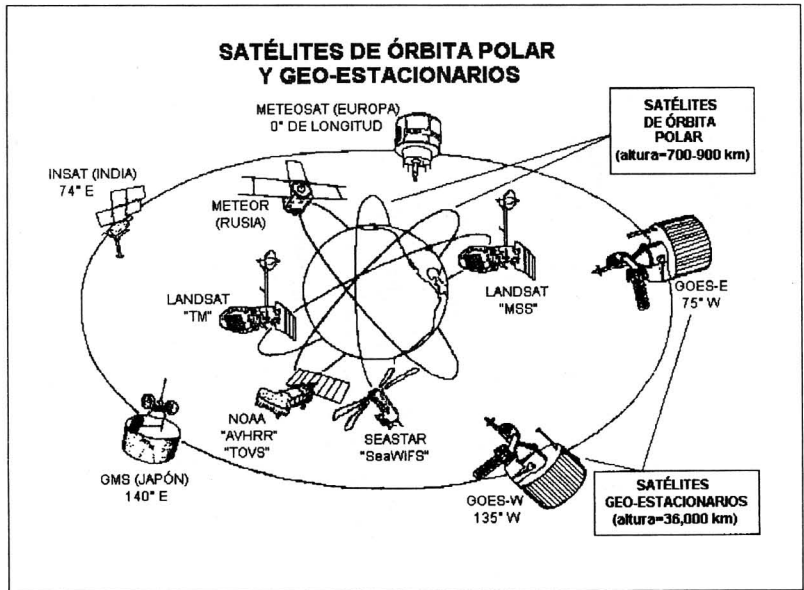 SATÉLITES DE ÓRBITA POLAR
Y GEO-ESTACIONARIOS
METEOSAT (EUROPA)
0° DE LONGITUD
SATÉLITES
DE ÓRBITA
POLAR
(altura=700-900 km)
INSAT (INDIA)
74° E
METEOR
(RUSIA)
LANDSAT
"TM"
LANDSAT
"MSS"
GOES-E
75° W
NOAA
"AVHRR"
"TOVS"
SEASTAR
"SeaWIFS"
GMS (JAPÓN)
140° E
GOES-W
135° W
SATÉLITES
GEO-ESTACIONARIOS
(altura=36,000 km)